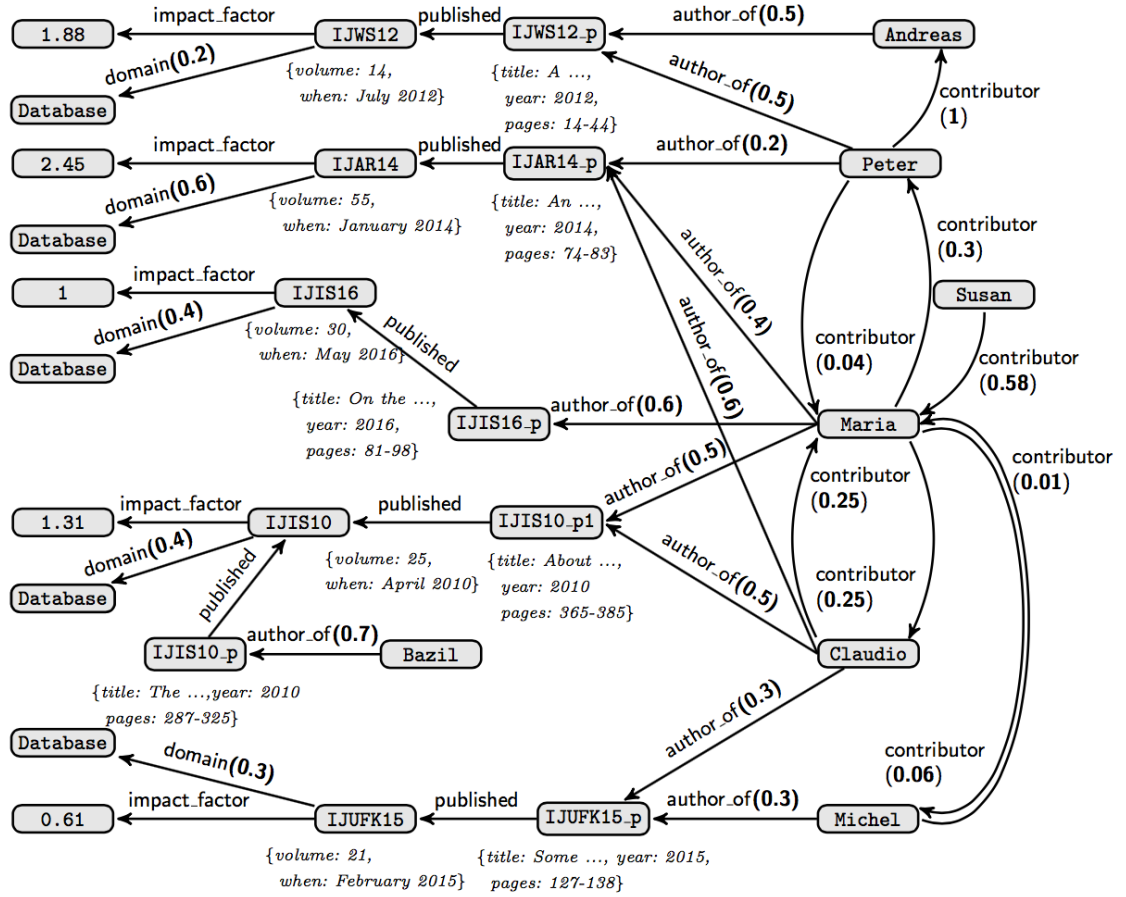 impact_factor
published
author_of(0.5)
1.88
IJWS12
IJWS12_p
Andreas
domain(0.2)
{volume: 14,
when: July 2012}
{title: A ...,
year: 2012,
pages: 14-44}
author_of(0.5)
contributor
(1)
Database
impact_factor
published
author_of(0.2)
2.45
IJAR14
IJAR14_p
Peter
domain(0.6)
{volume: 55,
when: January 2014}
{title: An ...,
year: 2014,
pages: 74-83}
Database
author_of(0.4)
contributor
(0.3)
impact_factor
1
IJIS16
Susan
domain(0.4)
{volume: 30,
when: May 2016}
published
author_of(0.6)
contributor
(0.04)
contributor
(0.58)
Database
{title: On the ...,
year: 2016,
pages: 81-98}
IJIS16_p
author_of(0.6)
Maria
author_of(0.5)
contributor
(0.25)
contributor
(0.01)
impact_factor
published
1.31
IJIS10
IJIS10_p1
domain(0.4)
{volume: 25,
when: April 2010}
{title: About ...,
year: 2010
pages: 365-385}
author_of(0.5)
contributor
(0.25)
Database
published
IJIS10_p
author_of(0.7)
Bazil
Claudio
{title: The ...,year: 2010
pages: 287-325}
author_of(0.3)
Database
domain(0.3)
contributor
(0.06)
impact_factor
published
author_of(0.3)
0.61
IJUFK15
IJUFK15_p
Michel
{volume: 21,
when: February 2015}
{title: Some ..., year: 2015,
pages: 127-138}